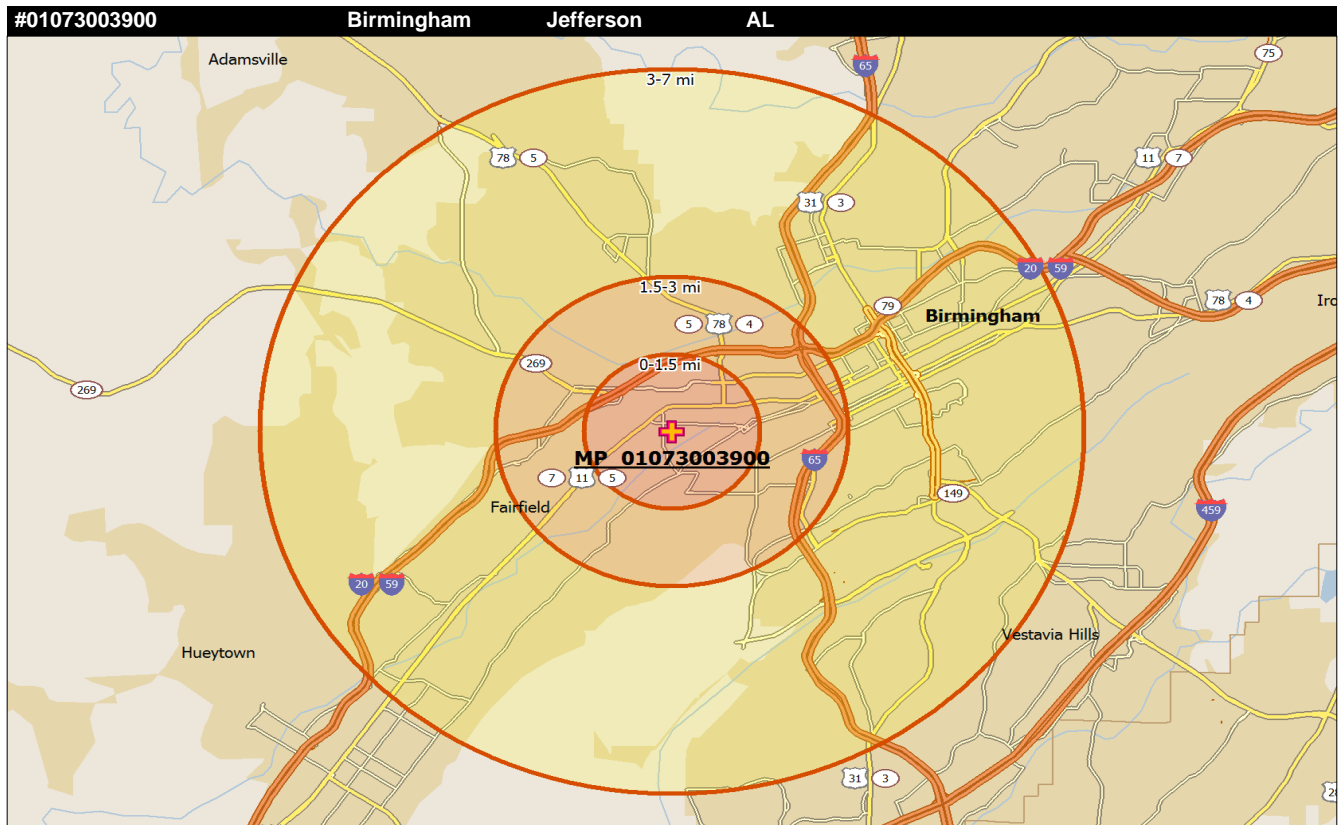 #01073003900 Birmingham Jefferson AL
75
Adamsville
65
3-7 mi
78 5
11 7
31 3
20 59
1.5-3 mi
79
78 4
Iro
5 78 4
Birmingham
269
0-1.5 mi
269
MP 01073003900
65
7 11 5
149
Fairfield
459
20 59
Vestavia Hills
Hueytown
31 3
28